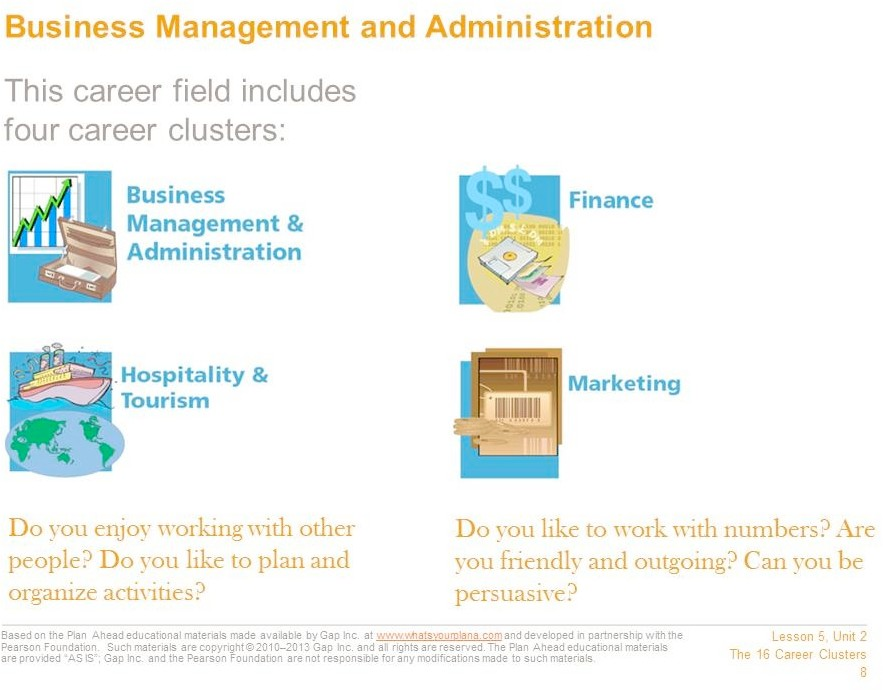 Business Management and Administration
This career field includes
four career clusters:
Business
Management &
Administration
$$
Finance
Hospitality &
Tourism
Marketing
Do you enjoy working with other
people? Do you like to plan and
organize activities?
Do you like to work with numbers? Are
you friendly and outgoing? Can you be
persuasive?
Based on the Plan Ahead educational materials made available by Gap Inc. at www.whatsyourplana.com and developed in partnership with the
Pearson Foundation. Such materials are copyright © 2010–2013 Gap Inc. and all rights are reserved. The Plan Ahead educational materials
are provided “AS IS”; Gap Inc. and the Pearson Foundation are not responsible for any modifications made to such materials.
Lesson 5, Unit 2
The 16 Career Clusters
8